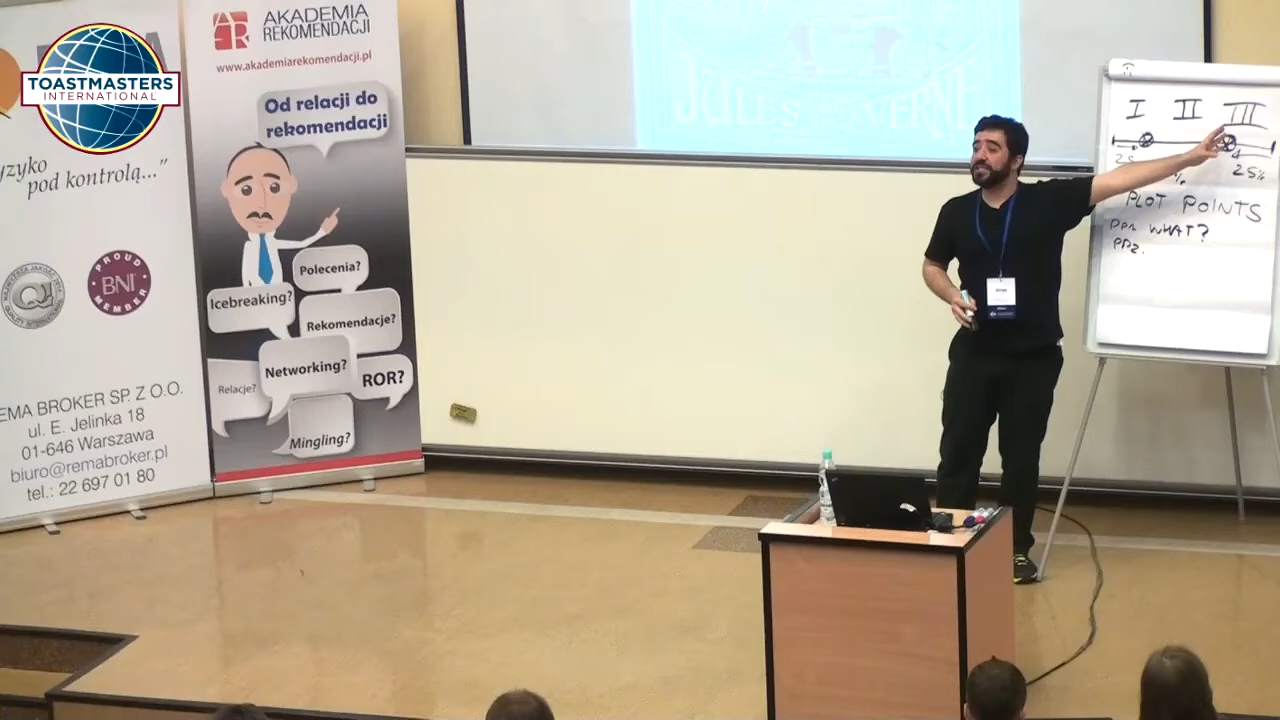 TOASTMASTERS
INTERNATIONAL
yzyko
pod kontrolą..."
PROUD
BNI
MEMBER
EMA BROKER SP. Z O.O.
ul. E. Jelinka 18
01-646 Warszawa
biuro@remabroker.pl
tel.: 22 697 01 80
AKADEMIA
REKOMENDACJI
www.akademiarekomendacji.pl
Od relacji do
rekomendacji
Polecenia?
Icebreaking?
Rekomendacje?
Networking?
Relacje?
ROR?
Mingling?
JULES VERNE
I II III
25 % 25%
PLOT POINTS
WHAT?
PP2.